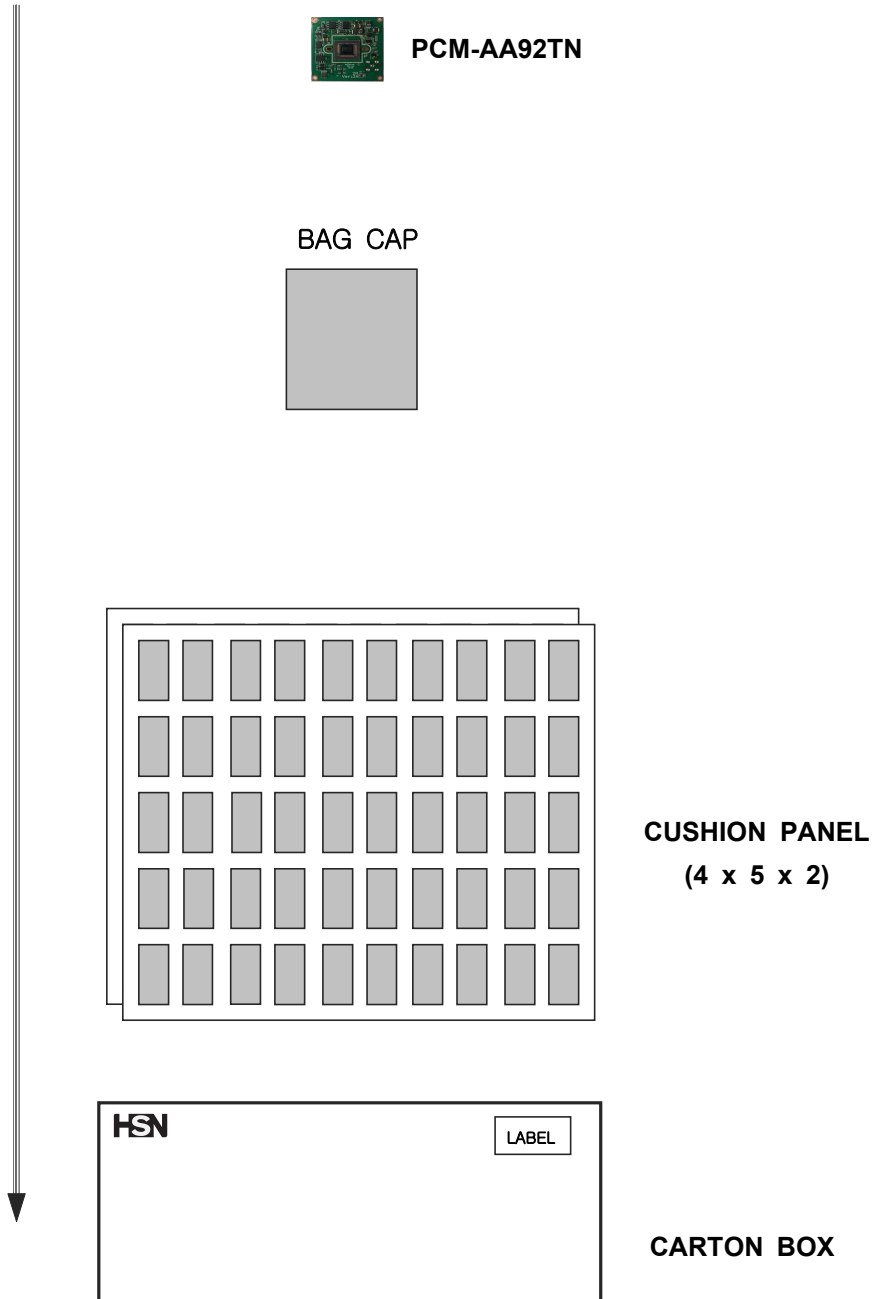 PCM-AA92TN
BAG CAP
CUSHION PANEL
(4 x 5 x 2)
HSN
LABEL
CARTON BOX